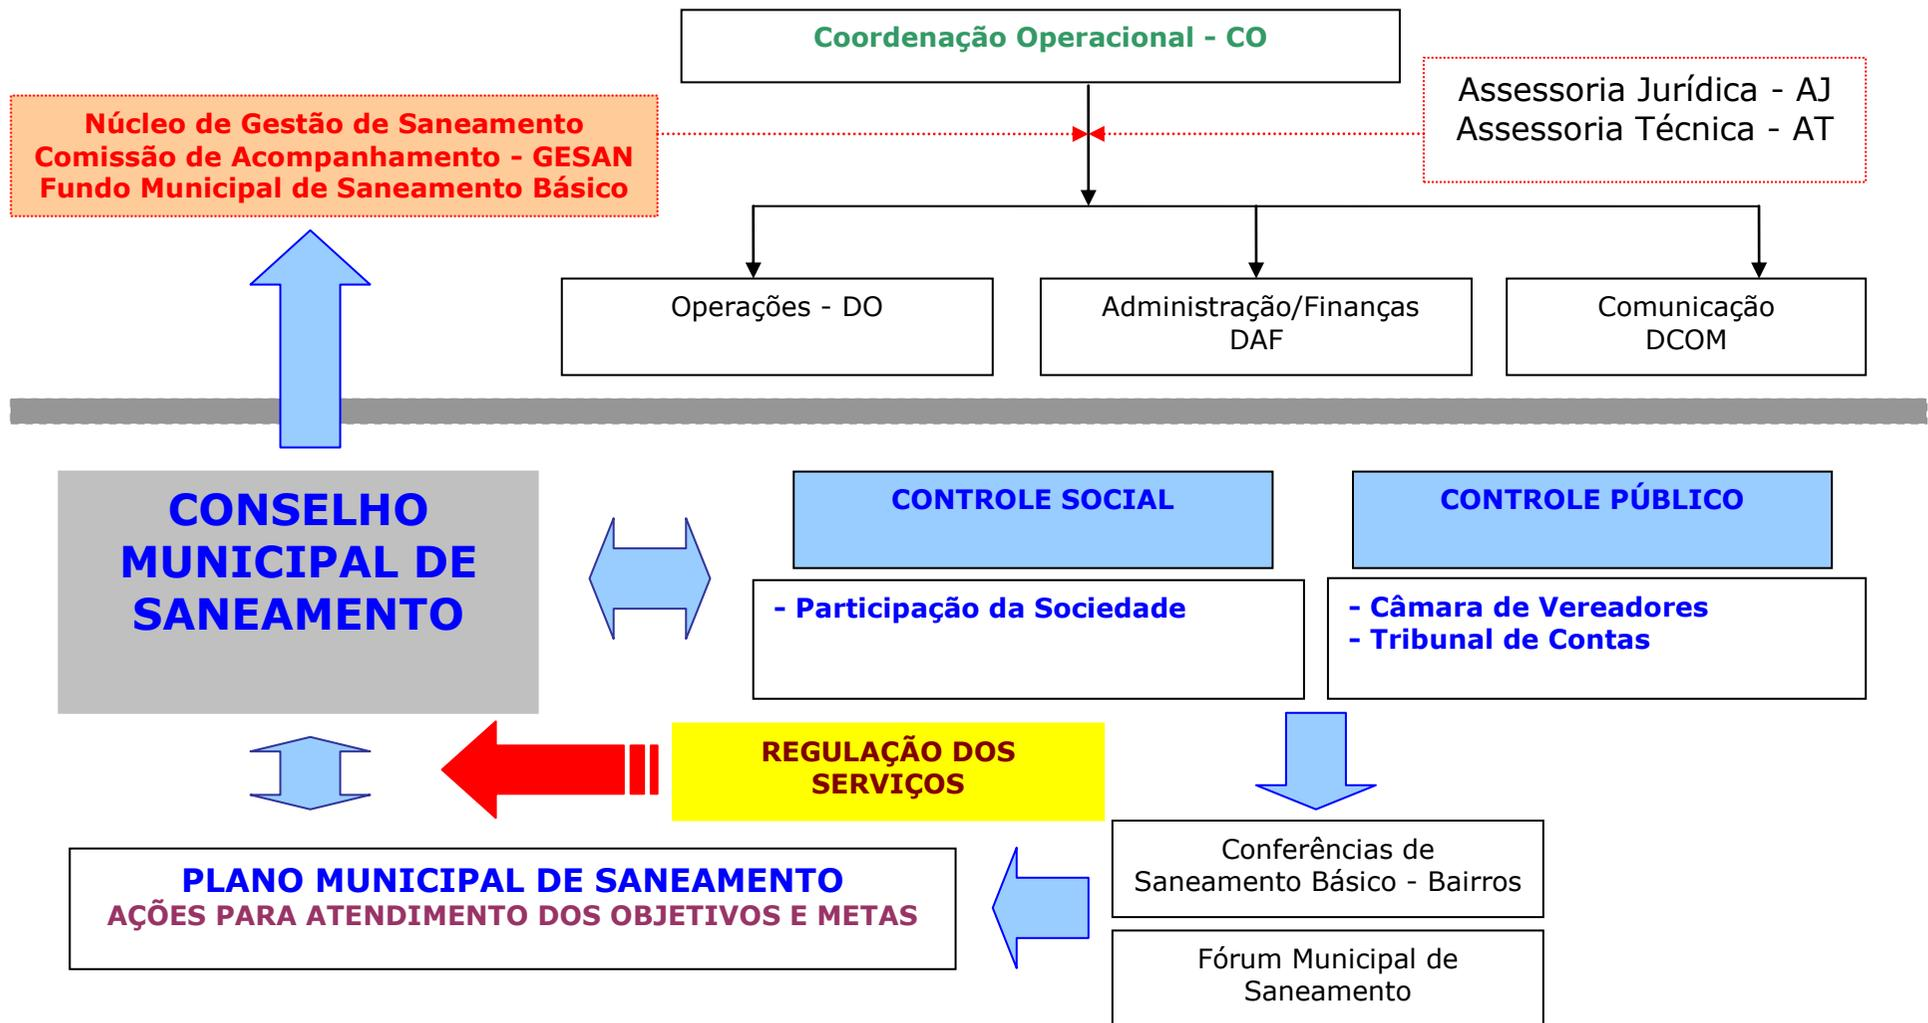 Coordenação Operacional - CO
Assessoria Jurídica - AJ
Assessoria Técnica - AT
Núcleo de Gestão de Saneamento
Comissão de Acompanhamento - GESAN
Fundo Municipal de Saneamento Básico
Operações - DO
Administração/Finanças
DAF
Comunicação
DCOM
CONSELHO
MUNICIPAL DE
SANEAMENTO
CONTROLE SOCIAL
- Participação da Sociedade
CONTROLE PÚBLICO
- Câmara de Vereadores
- Tribunal de Contas
REGULAÇÃO DOS
SERVIÇOS
PLANO MUNICIPAL DE SANEAMENTO
AÇÕES PARA ATENDIMENTO DOS OBJETIVOS E METAS
Conferências de
Saneamento Básico - Bairros
Fórum Municipal de
Saneamento